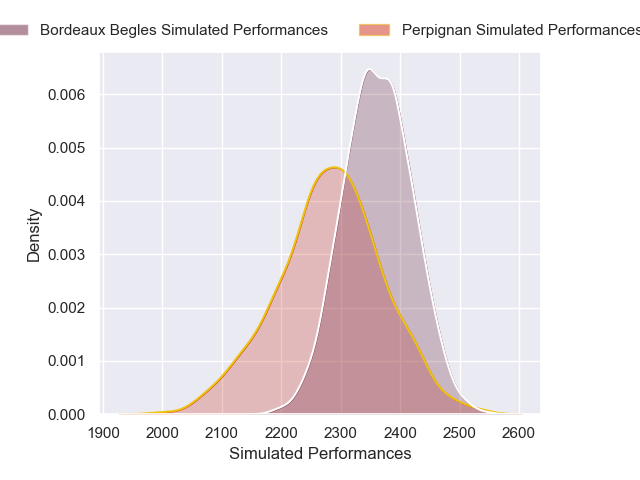 Bordeaux Begles Simulated Performances Perpignan Simulated Performances
0.006
0.005
0.004
0.003
0.002
0.001
0.000
Density
1900 2000 2100 2200 2300 2400 2500 2600
Simulated Performances